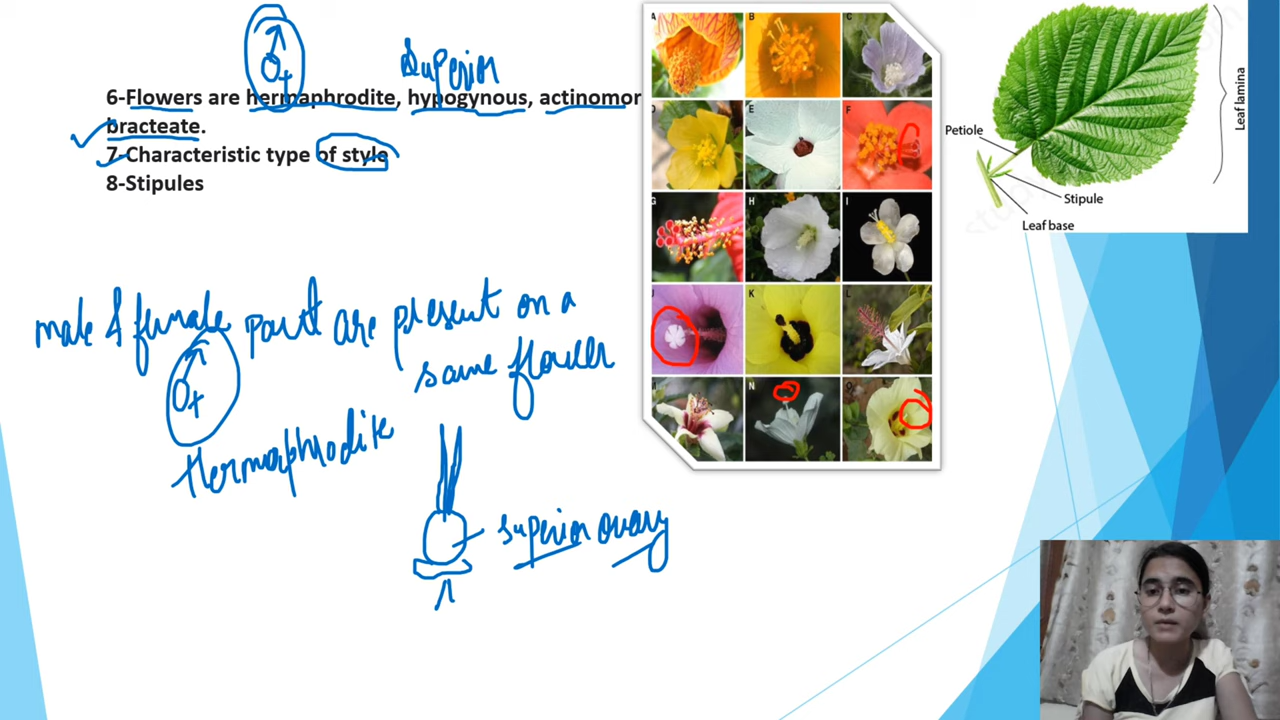 Superior
6-Flowers are hermaphrodite, hypogynous, actinomor
bracteate.
7-Characteristic type of style
8-Stipules
A B C
D E F
G H I
J K L
N O
Petiole
Leaf lamina
Stipule
Leaf base
male & female part are present on a
same flower
Hermaphrodite
superior ovary